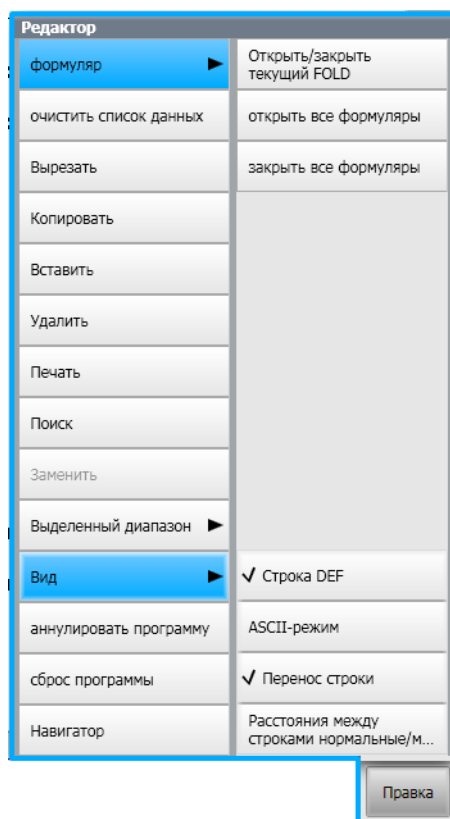 Редактор
формуляр
Открыть/закрыть
текущий FOLD
очистить список данных
открыть все формуляры
Вырезать
закрыть все формуляры
Копировать
Вставить
Удалить
Печать
Поиск
Заменить
Выделенный диапазон
Вид
✓ Строка DEF
аннулировать программу
ASCII-режим
сброс программы
✓ Перенос строки
Навигатор
Расстояния между
строками нормальные/м...
Правка